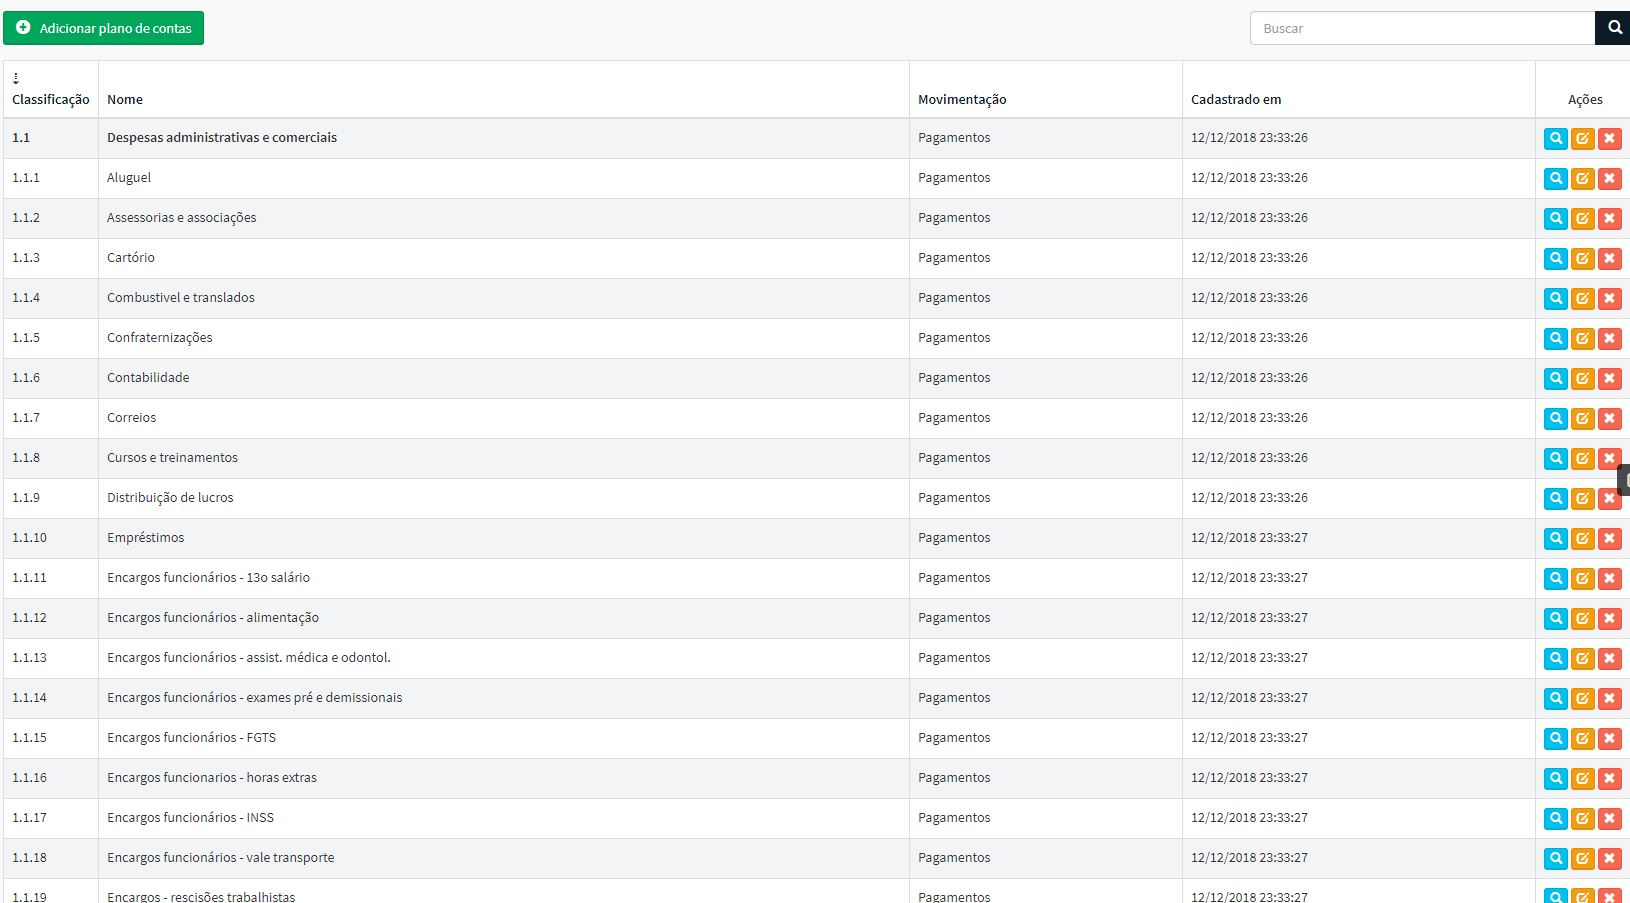 Adicionar plano de contas
Buscar
Classificação Nome Movimentação Cadastrado em Ações
1.1 Despesas administrativas e comerciais Pagamentos 12/12/2018 23:33:26
1.1.1 Aluguel Pagamentos 12/12/2018 23:33:26
1.1.2 Assessorias e associações Pagamentos 12/12/2018 23:33:26
1.1.3 Cartório Pagamentos 12/12/2018 23:33:26
1.1.4 Combustivel e translados Pagamentos 12/12/2018 23:33:26
1.1.5 Confraternizações Pagamentos 12/12/2018 23:33:26
1.1.6 Contabilidade Pagamentos 12/12/2018 23:33:26
1.1.7 Correios Pagamentos 12/12/2018 23:33:26
1.1.8 Cursos e treinamentos Pagamentos 12/12/2018 23:33:26
1.1.9 Distribuição de lucros Pagamentos 12/12/2018 23:33:26
1.1.10 Empréstimos Pagamentos 12/12/2018 23:33:27
1.1.11 Encargos funcionários - 13o salário Pagamentos 12/12/2018 23:33:27
1.1.12 Encargos funcionários - alimentação Pagamentos 12/12/2018 23:33:27
1.1.13 Encargos funcionários - assist. médica e odontol. Pagamentos 12/12/2018 23:33:27
1.1.14 Encargos funcionários - exames pré e demissionais Pagamentos 12/12/2018 23:33:27
1.1.15 Encargos funcionários - FGTS Pagamentos 12/12/2018 23:33:27
1.1.16 Encargos funcionarios - horas extras Pagamentos 12/12/2018 23:33:27
1.1.17 Encargos funcionários - INSS Pagamentos 12/12/2018 23:33:27
1.1.18 Encargos funcionários - vale transporte Pagamentos 12/12/2018 23:33:27
1.1.19 Encargos - rescisões trabalhistas Pagamentos 12/12/2018 23:33:27